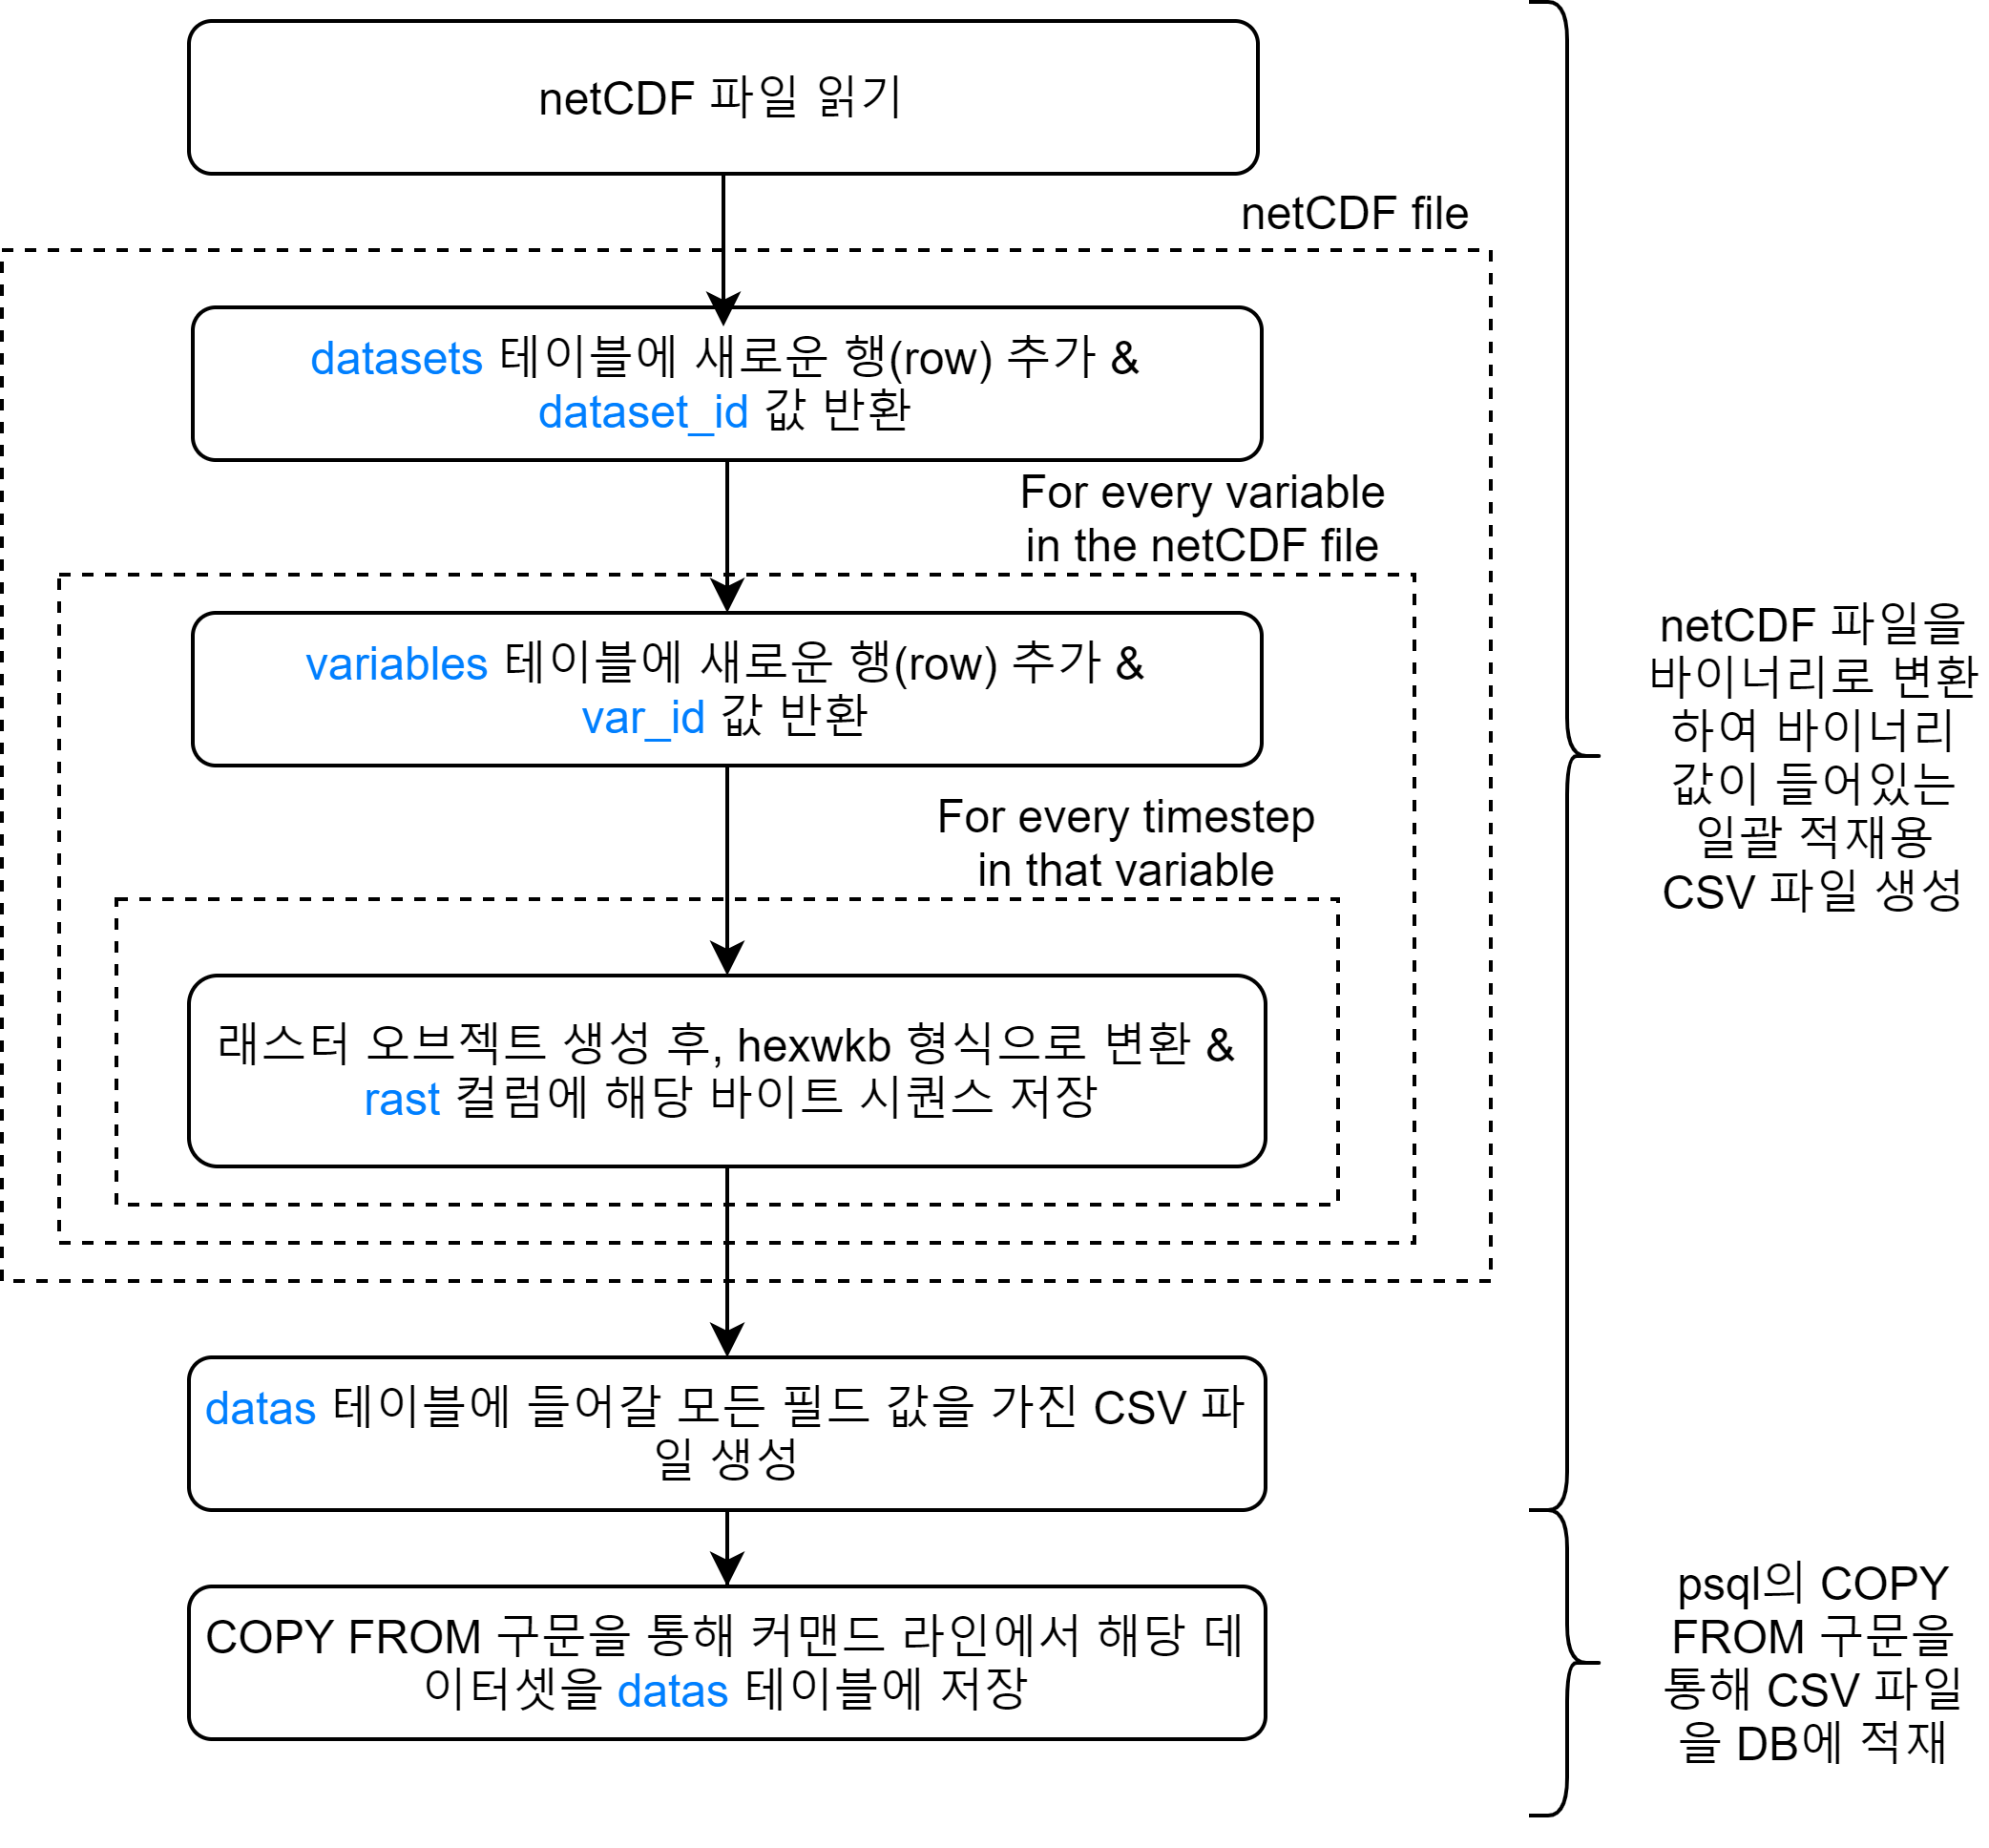 netCDF 파일 읽기
netCDF file
datasets 테이블에 새로운 행(row) 추가 &
dataset_id 값 반환
For every variable
in the netCDF file
variables 테이블에 새로운 행(row) 추가 &
var_id 값 반환
For every timestep
in that variable
래스터 오브젝트 생성 후, hexwkb 형식으로 변환 &
rast 컬럼에 해당 바이트 시퀀스 저장
datas 테이블에 들어갈 모든 필드 값을 가진 CSV 파
일 생성
COPY FROM 구문을 통해 커맨드 라인에서 해당 데
이터셋을 datas 테이블에 저장
netCDF 파일을
바이너리로 변환
하여 바이너리
값이 들어있는
일괄 적재용
CSV 파일 생성
psql의 COPY
FROM 구문을
통해 CSV 파일
을 DB에 적재